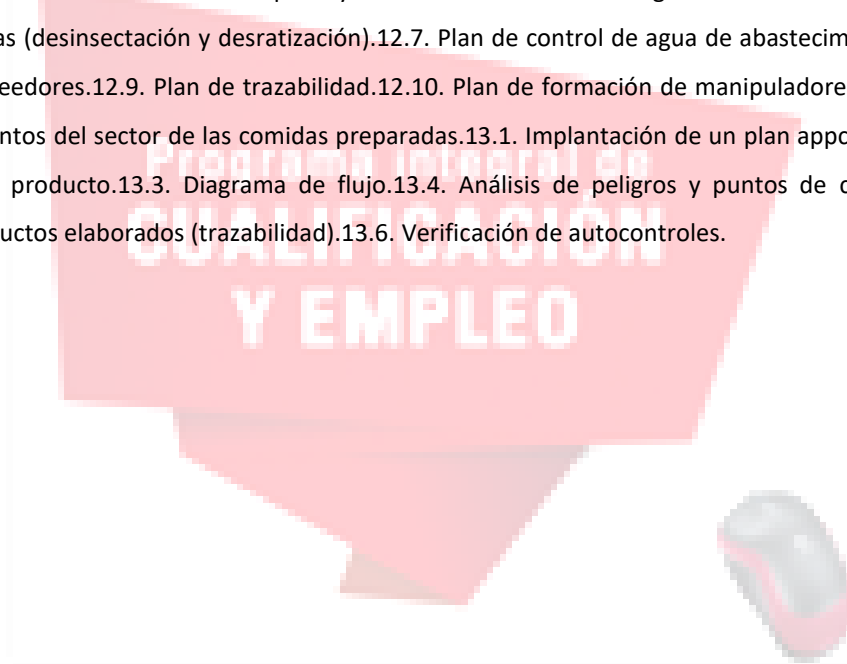 as (desinsectación y desratización).12.7. Plan de control de agua de abastecim
eedores.12.9. Plan de trazabilidad.12.10. Plan de formación de manipuladore
ntos del sector de las comidas preparadas.13.1. Implantación de un plan appc
producto.13.3. Diagrama de flujo.13.4. Análisis de peligros y puntos de c
uctos elaborados (trazabilidad).13.6. Verificación de autocontroles.
Programa integral de
CUALIFICACIÓN
Y EMPLEO